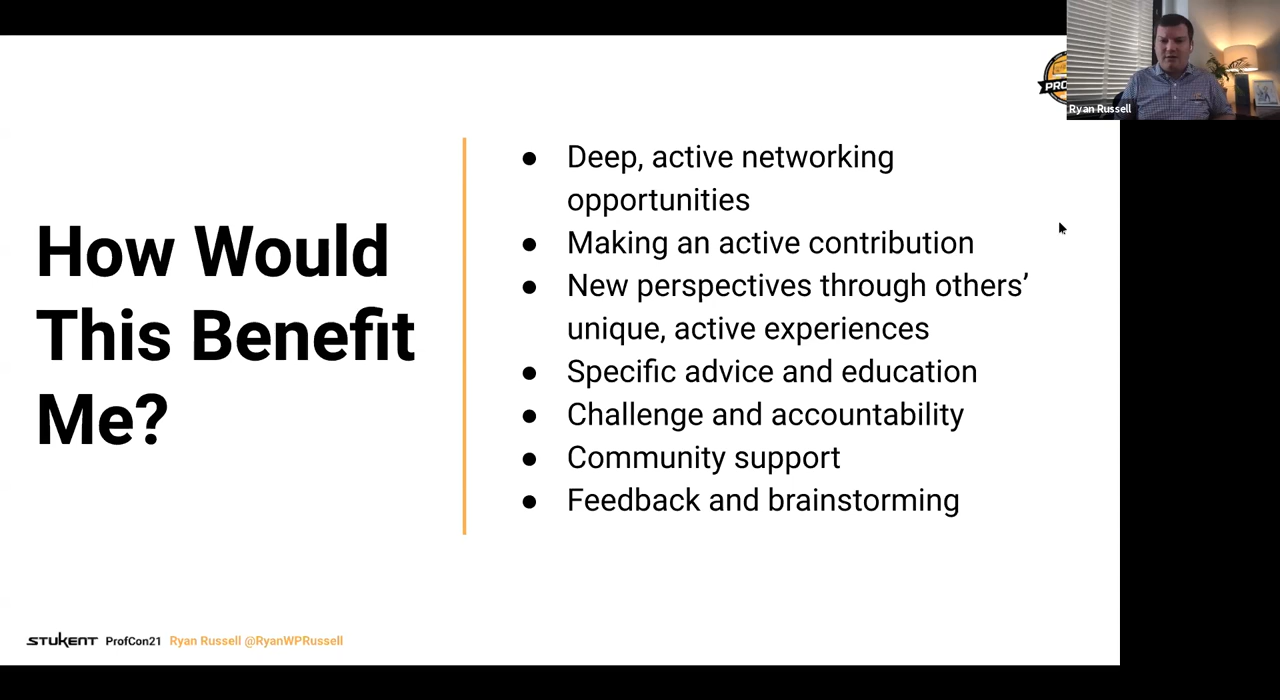 How Would
This Benefit
Me?
● Deep, active networking
opportunities
● Making an active contribution
● New perspectives through others’
unique, active experiences
● Specific advice and education
● Challenge and accountability
● Community support
● Feedback and brainstorming
STUKENT ProfCon21 Ryan Russell @RyanWPRussell
PRO
Ryan Russell